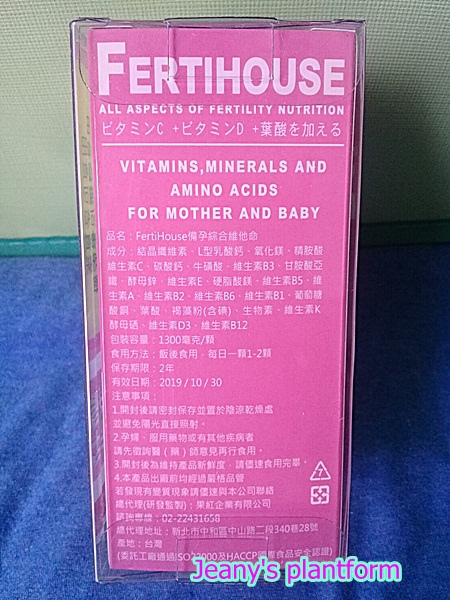 FERTIHOUSE
ALL ASPECTS OF FERTILITY NUTRITION
ビタミンC +ビタミンD +葉酸を加える
VITAMINS,MINERALS AND
AMINO ACIDS
FOR MOTHER AND BABY
品名：FertiHouse備孕綜合維他命
成分：結晶纖維素、L型乳酸鈣、氧化鎂、精胺酸
維生素C、碳酸鈣、牛磺酸、維生素B3、甘胺酸亞
鐵、酵母鋅、維生素E、硬脂酸鎂、維生素B5、維
生素A、維生素B2、維生素B6、維生素B1、葡萄糖
酸銅、葉酸、褐藻粉(含碘)、生物素、維生素K
酵母硒、維生素D3、維生素B12
包裝容量：1300毫克/顆
食用方法：飯後食用，每日一顆1-2顆
保存期限：2年
有效日期：2019/10/30
注意事項：
1.開封後請密封保存並置於陰涼乾燥處
並避免陽光直接照射。
2.孕婦、服用藥物或有其他疾病者
請先徵詢醫（藥）師意見再行食用。
3.開封後為維持產品新鮮度，請儘速食用完畢。
4.本產品出廠前均經過嚴格品管
若發現有變質現象請儘速與本公司聯絡
總代理(研發監製)：果紅企業有限公司
諮詢專線：02-22431658
總代理地址：新北市中和區中山路二段340巷28號
產地：台灣
(委託工廠通過ISO22000及HACCP國際食品安全認證)
7
Jeany's plantform